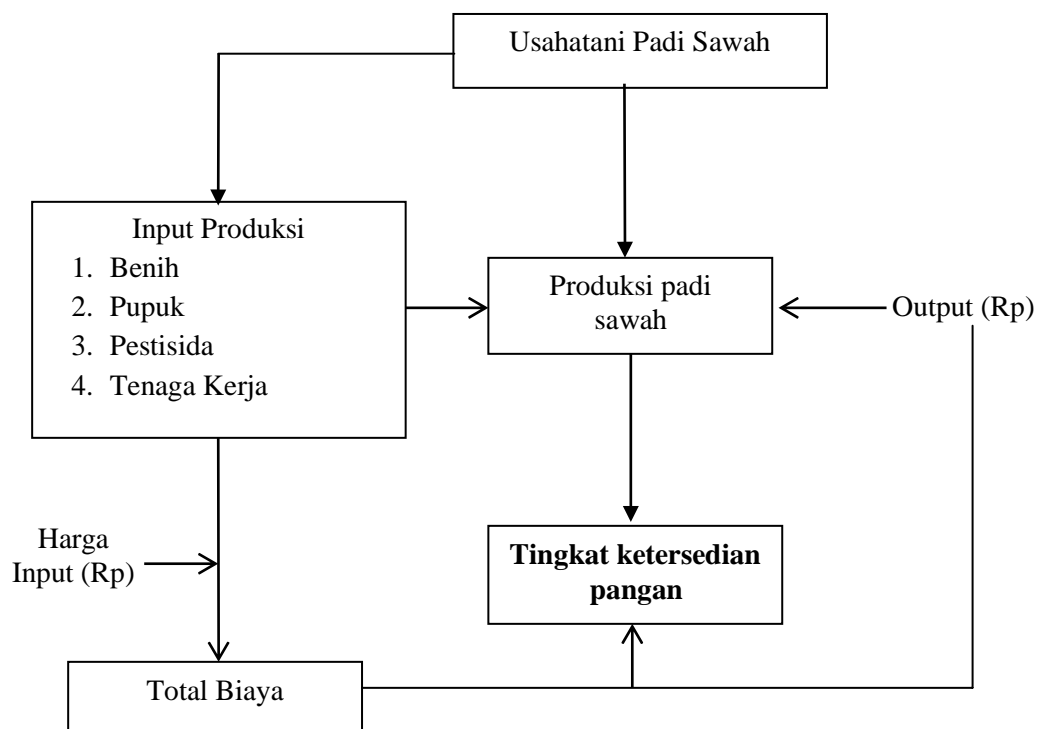 Usahatani Padi Sawah
Input Produksi
1. Benih
2. Pupuk
3. Pestisida
4. Tenaga Kerja
Produksi padi
sawah
Output (Rp)
Harga
Input (Rp)
Tingkat ketersedian
pangan
Total Biaya